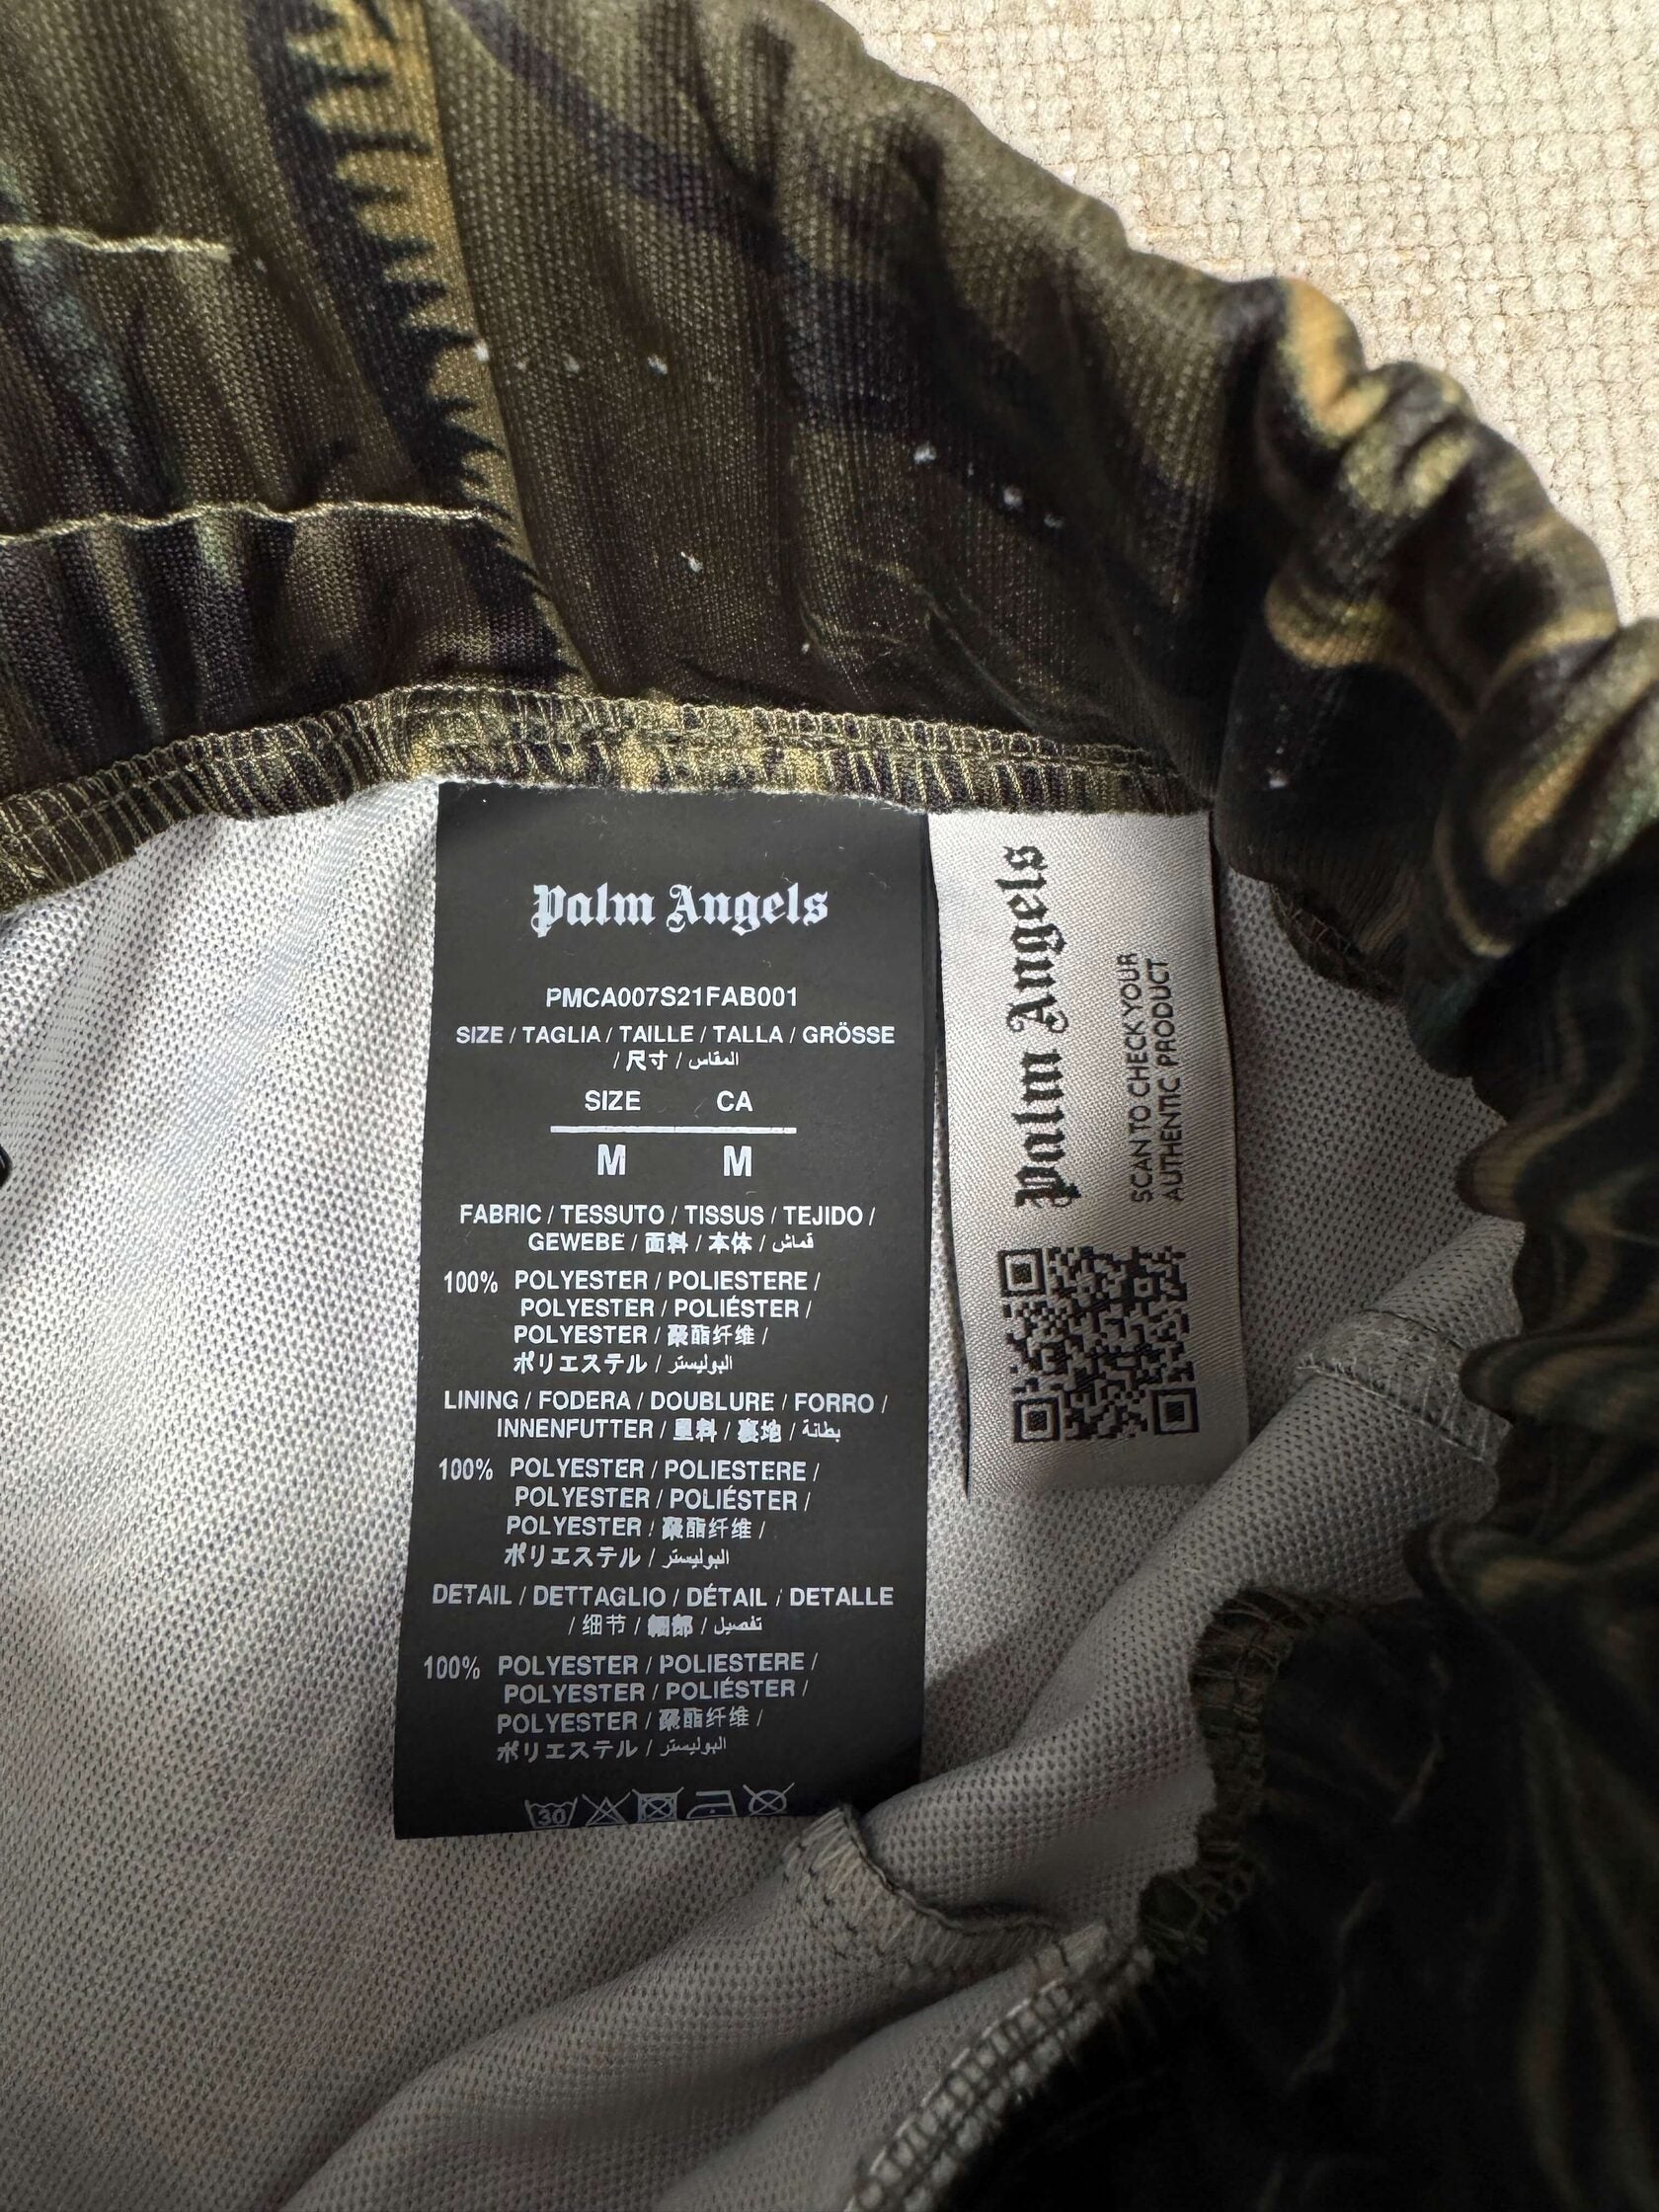 Palm Angels
PMCA007S21FAB001
SIZE / TAGLIA / TAILLE / TALLA / GRÖSSE
/ 尺寸 / المقاس
SIZE CA
M M
FABRIC / TESSUTO / TISSUS / TEJIDO /
GEWEBE / 面料 / 本体 / قماش
100% POLYESTER / POLIESTERE /
POLYESTER / POLIÉSTER /
POLYESTER / 聚酯纤维 /
ポリエステル / البوليستر
LINING / FODERA / DOUBLURE / FORRO /
INNENFUTTER / 里料 / 裏地 / بطانة
100% POLYESTER / POLIESTERE /
POLYESTER / POLIÉSTER /
POLYESTER / 聚酯纤维 /
ポリエステル / البوليستر
DETAIL / DETTAGLIO / DÉTAIL / DETALLE
/ 细节 / 細部 / تفصيل
100% POLYESTER / POLIESTERE /
POLYESTER / POLIÉSTER /
POLYESTER / 聚酯纤维 /
ポリエステル / البوليستر
30
Palm Angels
SCAN TO CHECK YOUR
AUTHENTIC PRODUCT